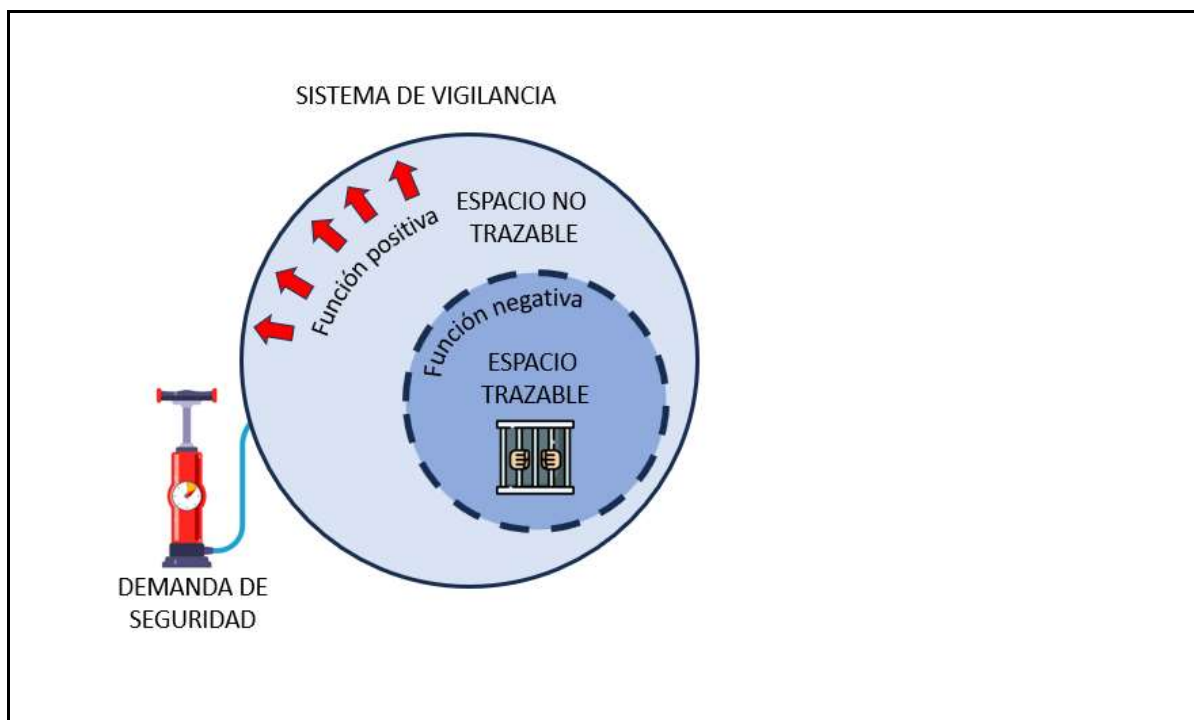 SISTEMA DE VIGILANCIA
ESPACIO NO
TRAZABLE
Función positiva
Función negativa
ESPACIO
TRAZABLE
DEMANDA DE
SEGURIDAD